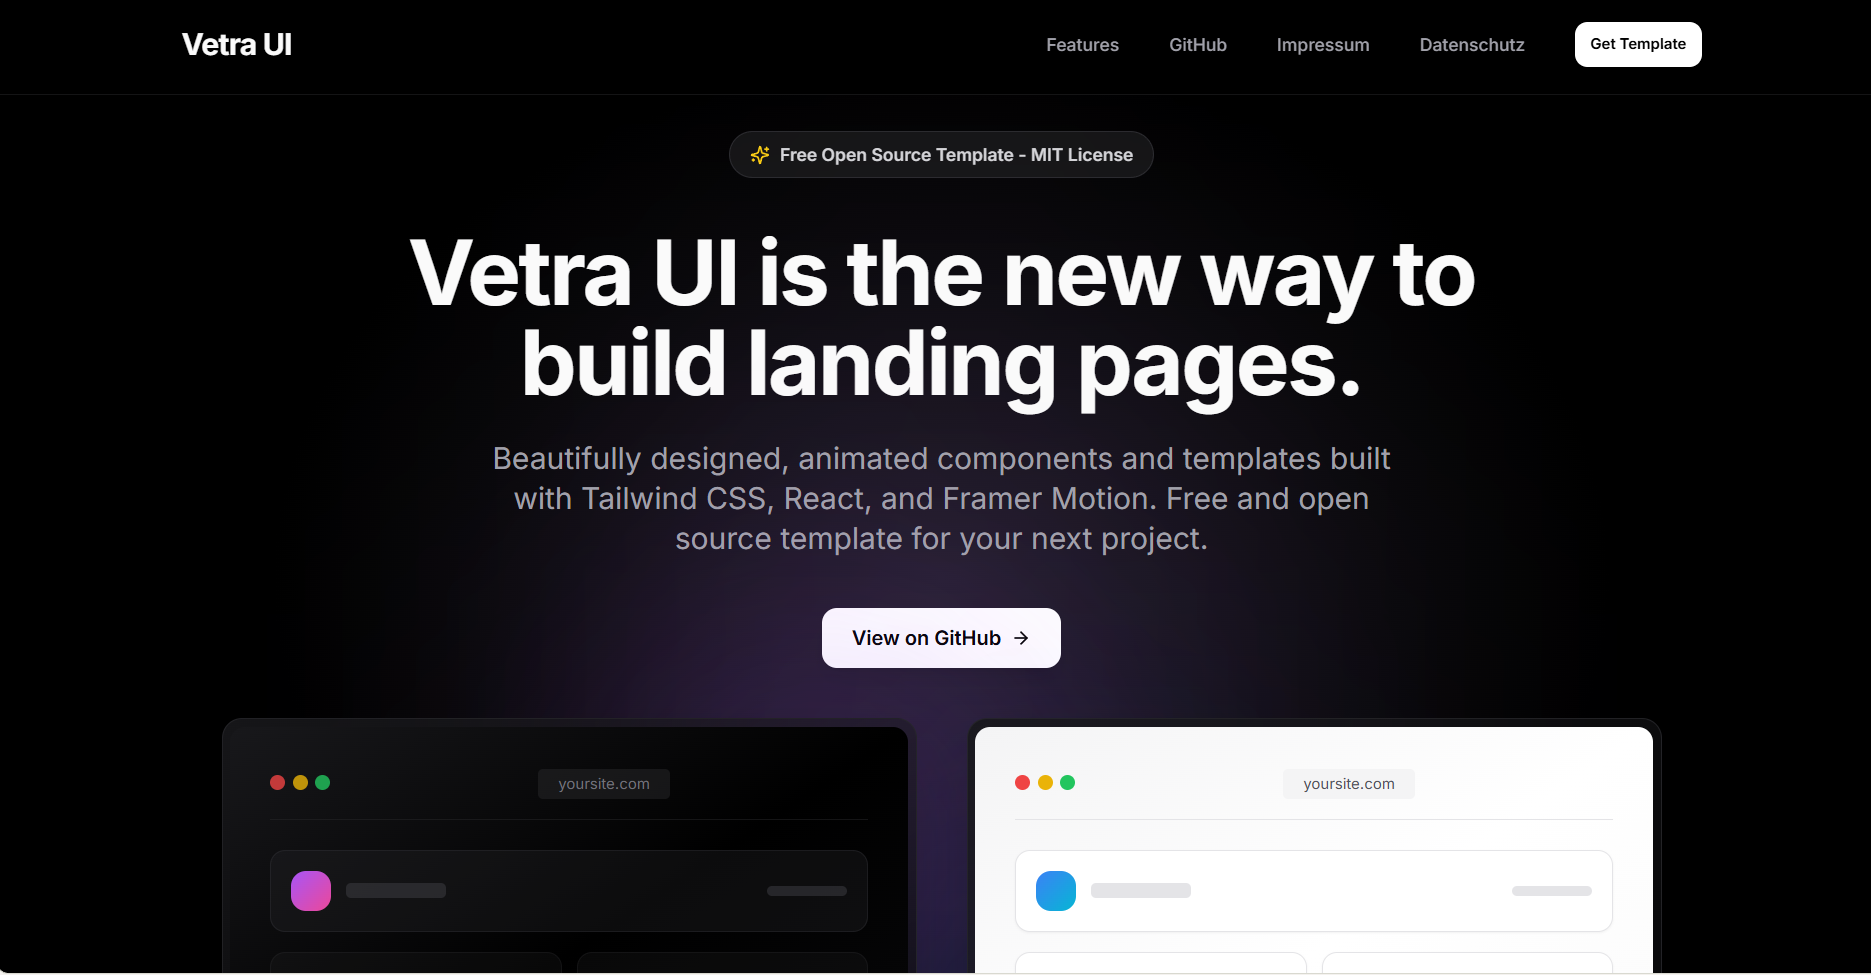 Vetra UI
Features
GitHub
Impressum
Datenschutz
Get Template
Free Open Source Template - MIT License
Vetra UI is the new way to
build landing pages.
Beautifully designed, animated components and templates built
with Tailwind CSS, React, and Framer Motion. Free and open
source template for your next project.
View on GitHub →
yoursite.com
yoursite.com